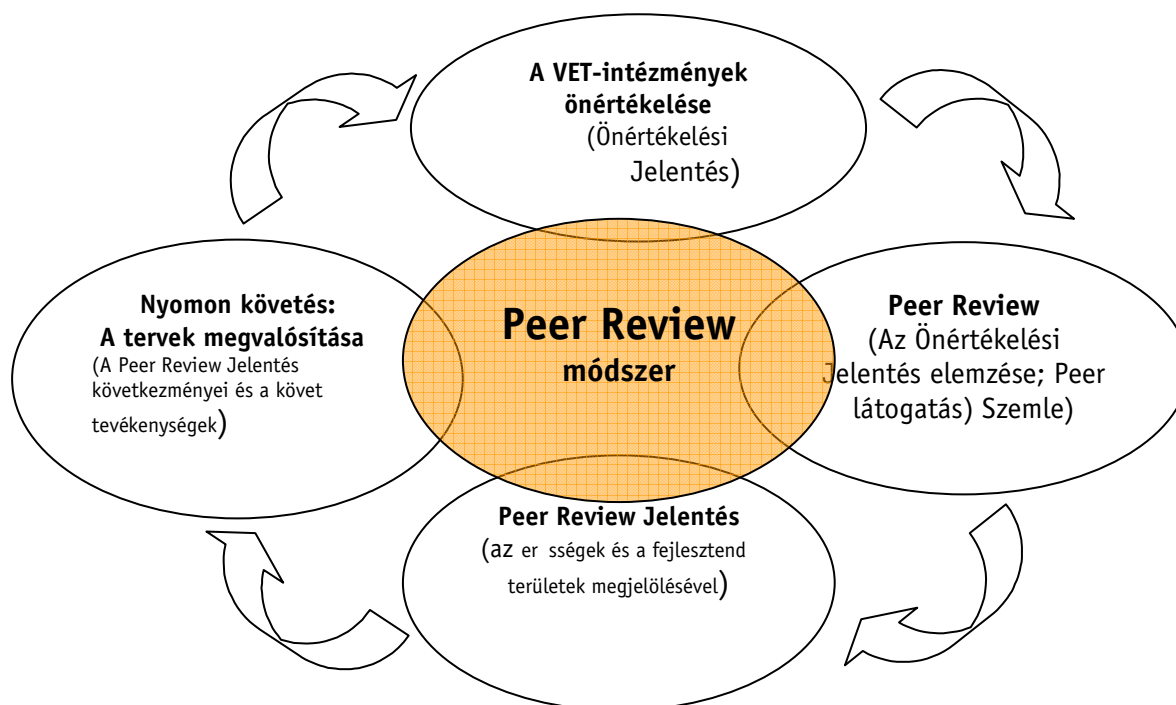 A VET-intézmények
önértékelése
(Önértékelési
Jelentés)
Peer Review
(Az Önértékelési
Jelentés elemzése; Peer
látogatás) Szemle)
Peer Review Jelentés
(az er sségek és a fejlesztend
területek megjelölésével)
Nyomon követés:
A tervek megvalósítása
(A Peer Review Jelentés
következményei és a követ
tevékenységek)
Peer Review
módszer